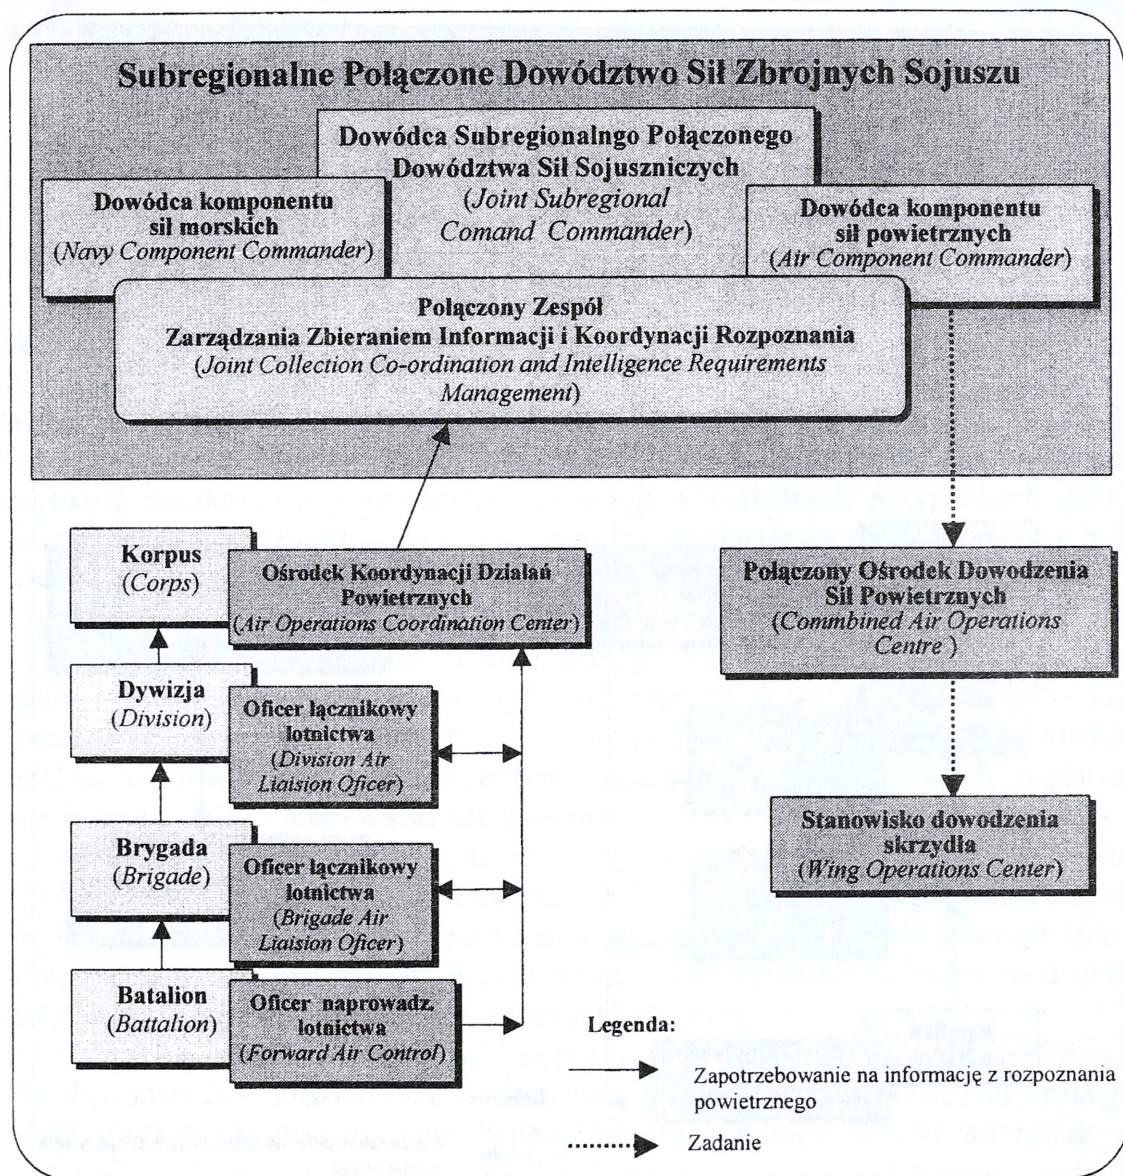 Subregionalne Połączone Dowództwo Sił Zbrojnych Sojuszu
Dowódca Subregionalngo Połączonego
Dowództwa Sił Sojuszniczych
(Joint Subregional
Comand Commander)
Dowódca komponentu
sił morskich
(Navy Component Commander)
Dowódca komponentu
sił powietrznych
(Air Component Commander)
Połączony Zespół
Zarządzania Zbieraniem Informacji i Koordynacji Rozpoznania
(Joint Collection Co-ordination and Intelligence Requirements
Management)
Korpus
(Corps)
Ośrodek Koordynacji Działań
Powietrznych
(Air Operations Coordination Center)
Połączony Ośrodek Dowodzenia
Sił Powietrznych
(Commbined Air Operations
Centre )
Dywizja
(Division)
Oficer łącznikowy
lotnictwa
(Division Air
Liaision Oficer)
Stanowisko dowodzenia
skrzydła
(Wing Operations Center)
Brygada
(Brigade)
Oficer łącznikowy
lotnictwa
(Brigade Air
Liaision Oficer)
Batalion
(Battalion)
Oficer naprowadz.
lotnictwa
(Forward Air Control)
Legenda:
Zapotrzebowanie na informację z rozpoznania
powietrznego
Zadanie